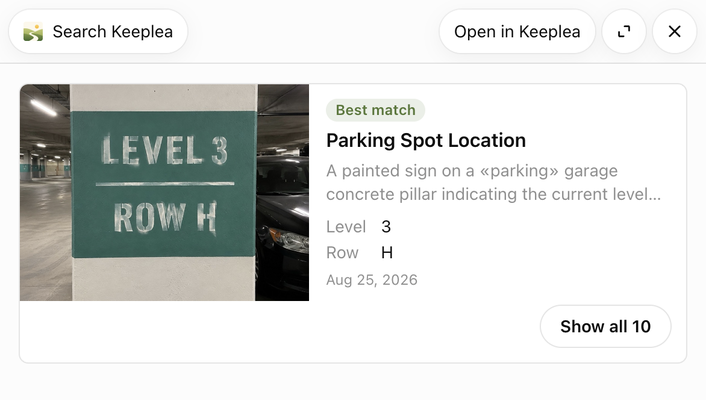 Search Keeplea
Open in Keeplea
LEVEL 3
ROW H
Best match
Parking Spot Location
A painted sign on a «parking» garage
concrete pillar indicating the current level...
Level 3
Row H
Aug 25, 2026
Show all 10